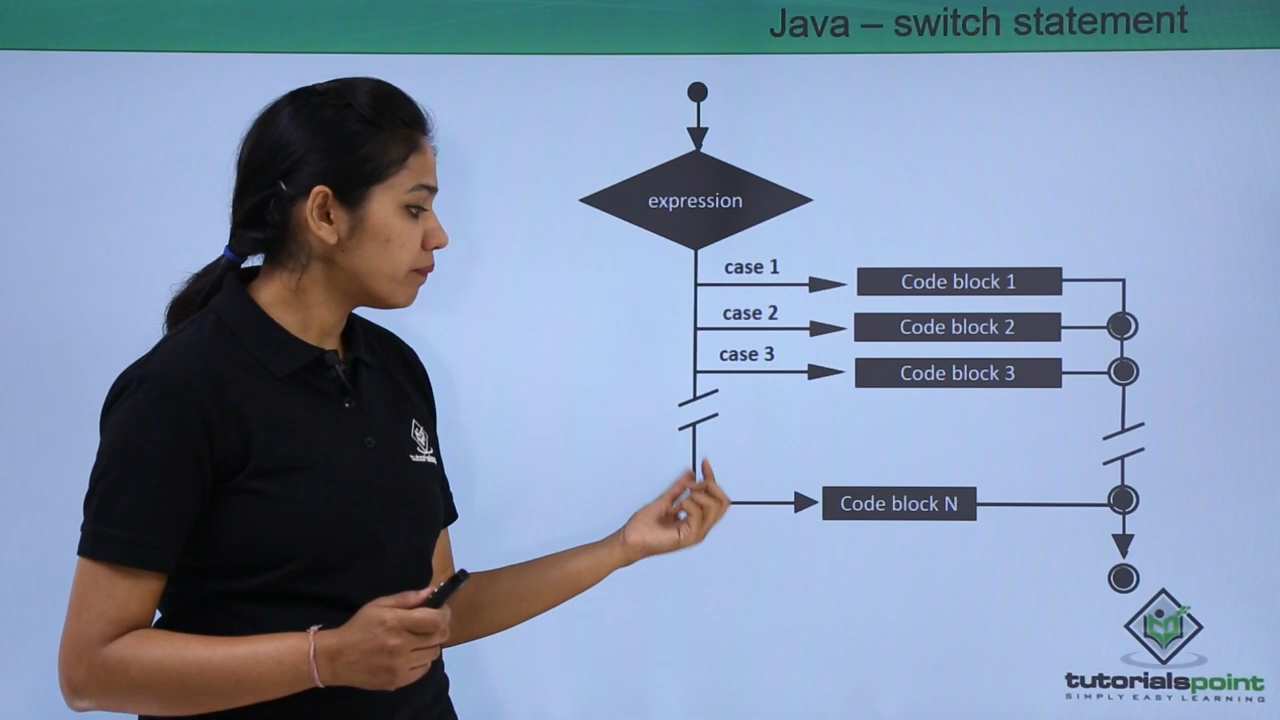 Java – switch statement
expression
case 1
Code block 1
case 2
Code block 2
case 3
Code block 3
Code block N
tutorialspoint
tutorialspoint
SIMPLY EASY LEARNING